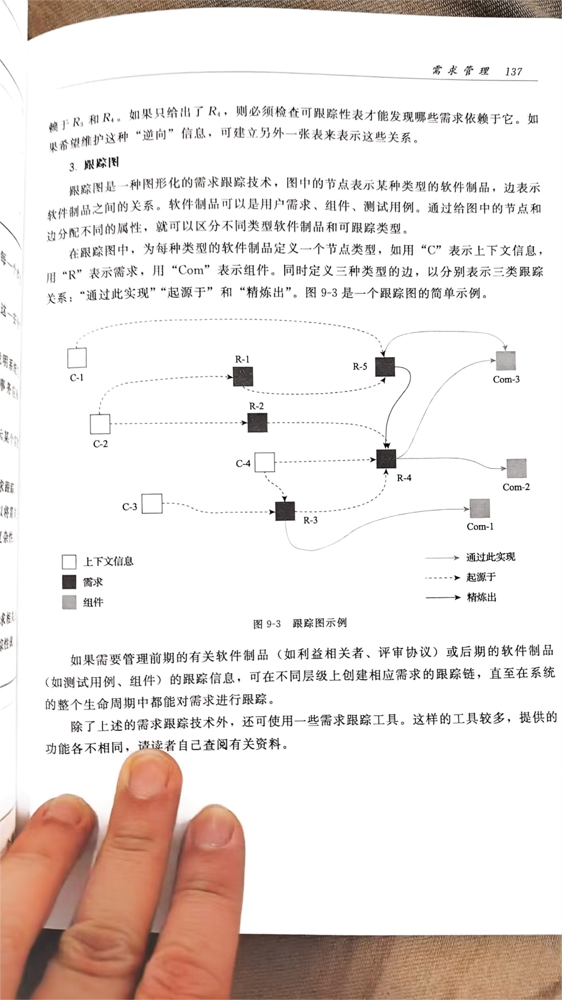 需求管理 137
赖于 R₃ 和 R₄。如果只给出了 R₄，则必须检查可跟踪性表才能发现哪些需求依赖于它。如
果希望维护这种“逆向”信息，可建立另外一张表来表示这些关系。
3. 跟踪图
跟踪图是一种图形化的需求跟踪技术，图中的节点表示某种类型的软件制品，边表示
软件制品之间的关系。软件制品可以是用户需求、组件、测试用例。通过给图中的节点和
边分配不同的属性，就可以区分不同类型软件制品和可跟踪类型。
在跟踪图中，为每种类型的软件制品定义一个节点类型，如用“C”表示上下文信息，
用“R”表示需求，用“Com”表示组件。同时定义三种类型的边，以分别表示三类跟踪
关系：“通过此实现”“起源于”和“精炼出”。图 9-3 是一个跟踪图的简单示例。
C-1
R-1
R-5
Com-3
C-2
R-2
C-4
R-4
Com-2
C-3
R-3
Com-1
上下文信息
需求
组件
通过此实现
起源于
精炼出
图 9-3 跟踪图示例
如果需要管理前期的有关软件制品（如利益相关者、评审协议）或后期的软件制品
（如测试用例、组件）的跟踪信息，可在不同层级上创建相应需求的跟踪链，直至在系统
的整个生命周期中都能对需求进行跟踪。
除了上述的需求跟踪技术外，还可使用一些需求跟踪工具。这样的工具较多，提供的
功能各不相同，请读者自己查阅有关资料。